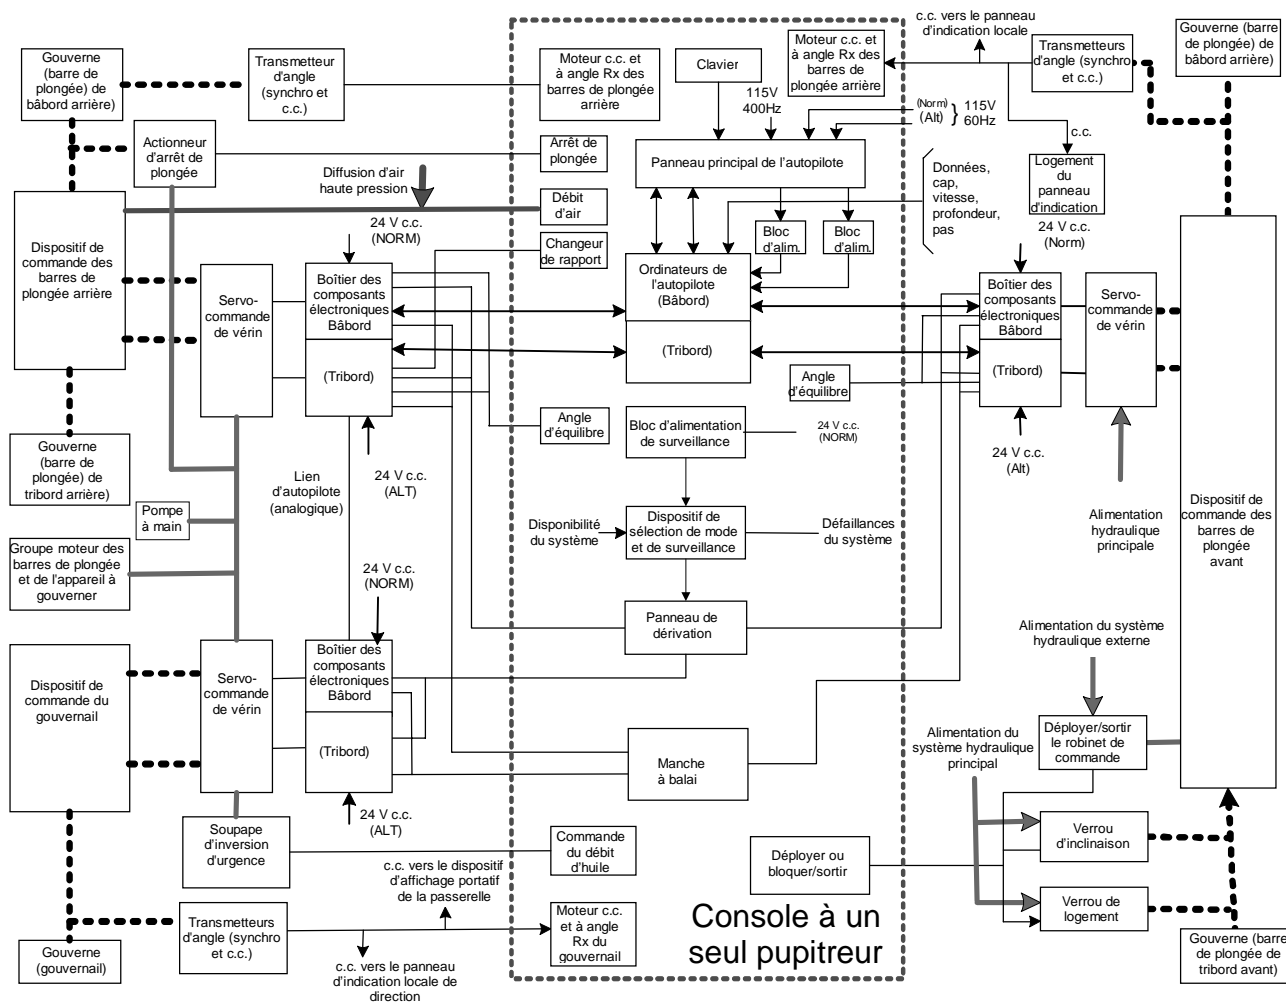 Gouverne
(barre de
plongée) de
bâbord arrière)
Transmetteur
d'angle
(synchro et
c.c.)
Moteur c.c. et
à angle Rx des
barres de plongée
arrière
Clavier
115V
400Hz
Moteur c.c. et
à angle Rx des
barres de
plongée arrière
c.c. vers le panneau
d'indication locale
Transmetteurs
d'angle (synchro
et c.c.)
Gouverne (barre
de plongée) de
bâbord arrière)
(Norm)
(Alt)
} 115V
60Hz
c.c.
Actionneur
d'arrêt de
plongée
Arrêt de
plongée
Panneau principal de l'autopilote
Logement
du
panneau
d'indication
Données,
cap,
vitesse,
profondeur,
pas
Diffusion d'air
haute pression
Débit
d'air
24 V c.c.
(NORM)
Changeur
de rapport
Bloc
d'alim.
Bloc
d'alim.
24 V c.c.
(Norm)
Dispositif de
commande des
barres de
plongée arrière
Servo-
commande
de vérin
Boîtier des
composants
électroniques
Bâbord
(Tribord)
Ordinateurs de
l'autopilote
(Bâbord)
(Tribord)
Boîtier des
composants
électroniques
Bâbord
(Tribord)
Servo-
commande
de vérin
Angle
d'équilibre
Angle
d'équilibre
Bloc d'alimentation
de surveillance
24 V c.c.
(NORM)
24 V c.c.
(Alt)
Gouverne
(barre de
plongée) de
tribord arrière)
24 V c.c.
(ALT)
Lien
d'autopilote
(analogique)
Pompe
à main
Disponibilité
du système
Dispositif de
sélection de mode
et de surveillance
Défaillances
du système
Alimentation
hydraulique
principale
Dispositif de
commande des
barres de
plongée
avant
Groupe moteur des
barres de plongée
et de l'appareil à
gouverner
24 V c.c.
(NORM)
Panneau de
dérivation
Alimentation du système
hydraulique externe
Dispositif de
commande du
gouvernail
Servo-
commande
de vérin
Boîtier des
composants
électroniques
Bâbord
(Tribord)
Manche
à balai
Alimentation du
système hydraulique
principal
Déployer/sortir
le robinet de
commande
24 V c.c.
(ALT)
Soupape
d'inversion
d'urgence
Commande
du débit
d'huile
Déployer ou
bloquer/sortir
Verrou
d'inclinaison
c.c. vers le dispositif
d'affichage portatif
de la passerelle
Verrou de
logement
Transmetteurs
d'angle (synchro
et c.c.)
Moteur c.c.
et à angle
Rx du
gouvernail
Console à un
seul pupitreur
Gouverne
(gouvernail)
c.c. vers le panneau
d'indication locale de
direction
Gouverne (barre
de plongée de
tribord avant)